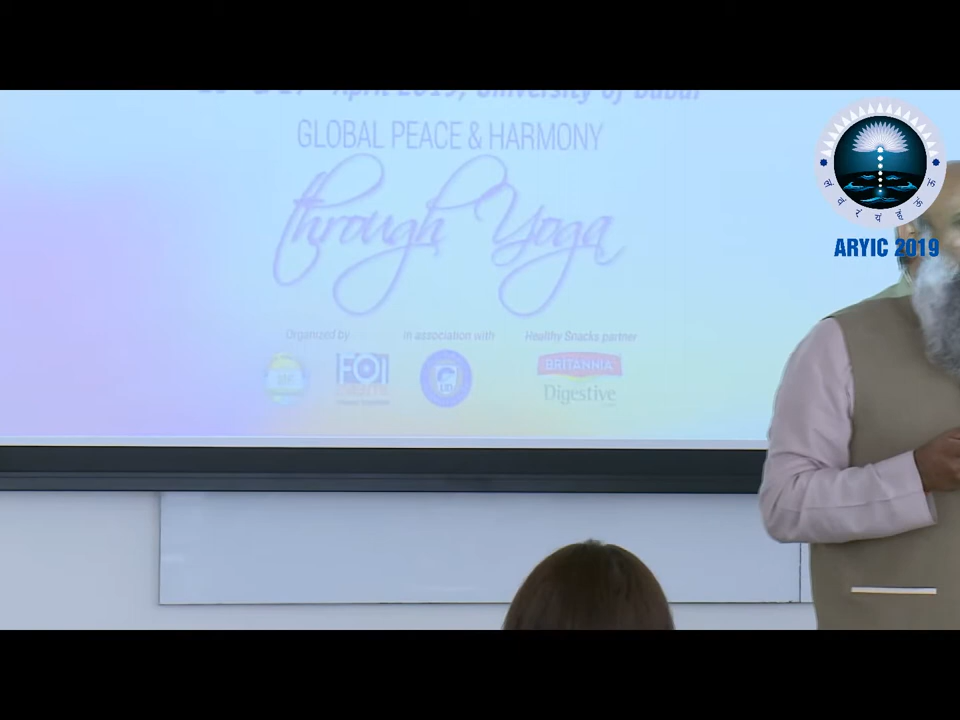 April 2019, University of Dubai
GLOBAL PEACE & HARMONY
through Yoga
Organized by
In association with
Healthy Snacks partner
FOI
BRITANNIA
Digestive
ARYIC 2019